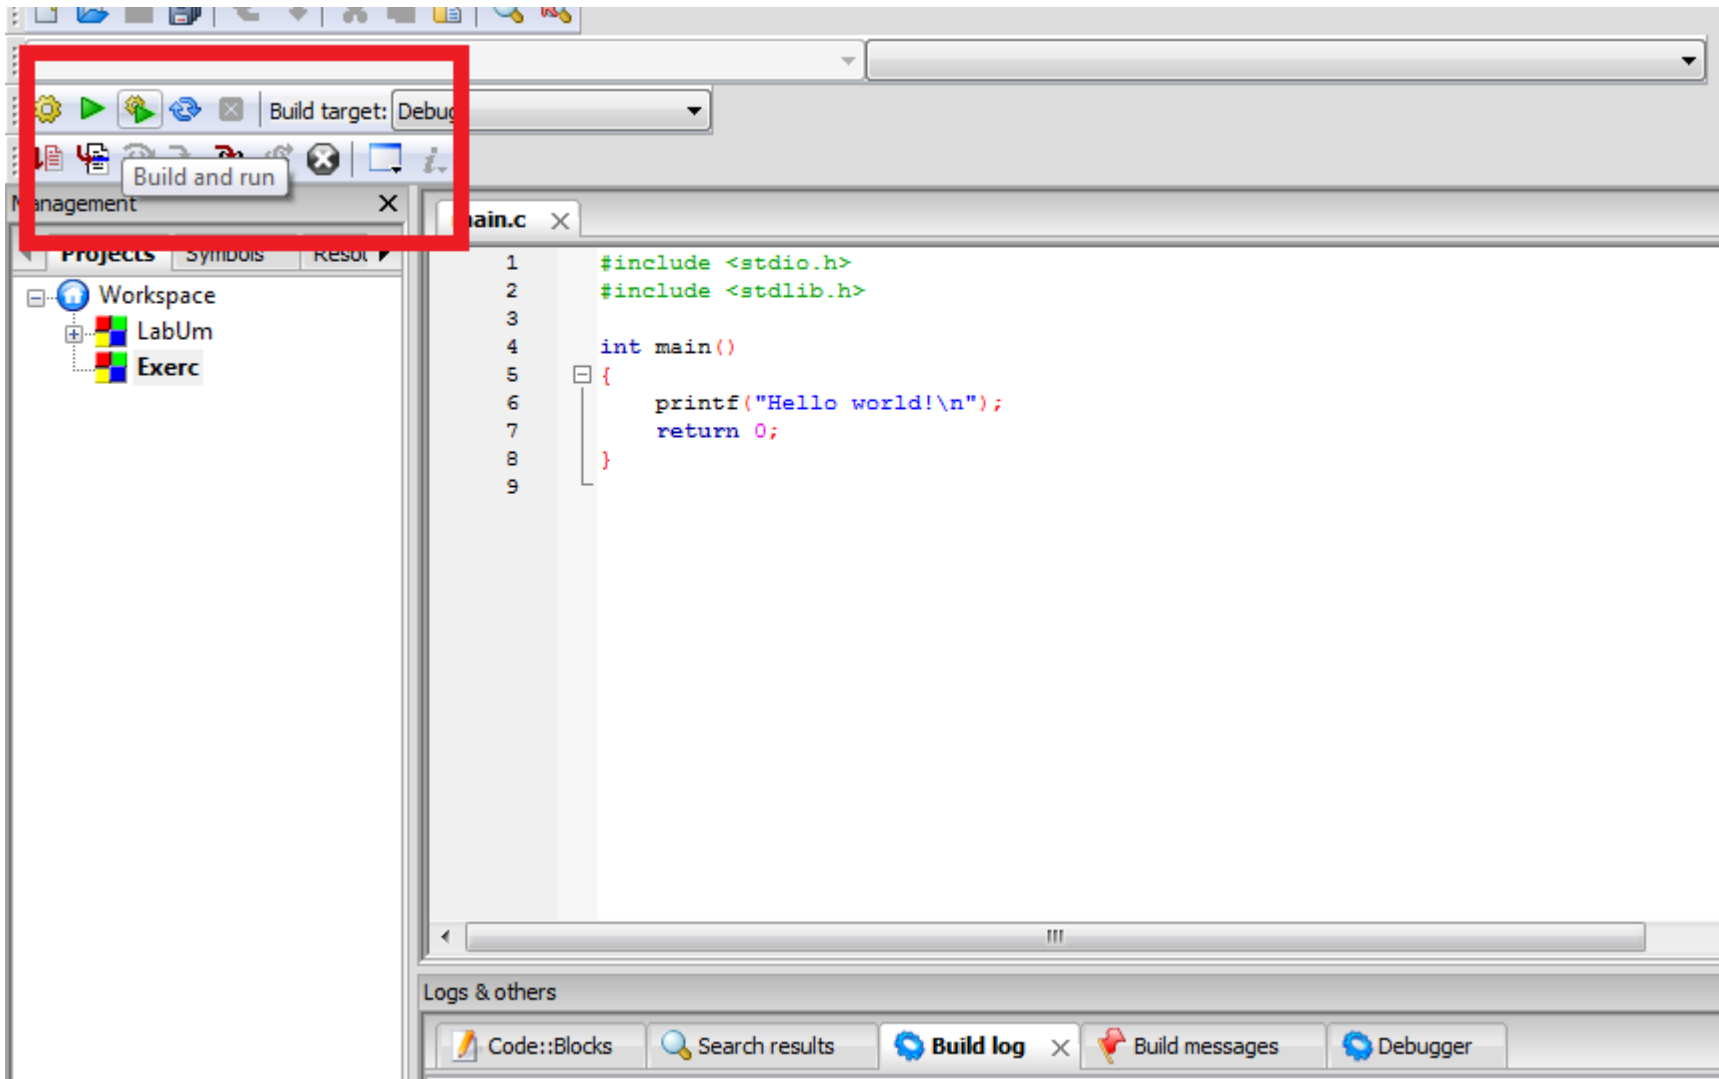 Build target: Debug
Build and run
Management
main.c
Projects Symbols
Workspace
LabUm
Exerc
1 #include <stdio.h>
2 #include <stdlib.h>
3
4 int main()
5 {
6 printf("Hello world!\n");
7 return 0;
8 }
9
Logs & others
Code::Blocks Search results Build log Build messages Debugger